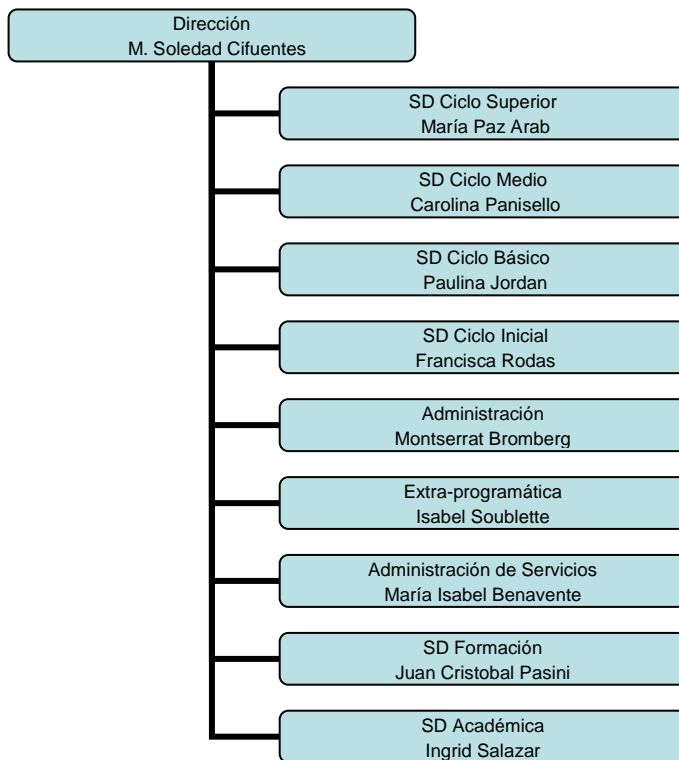 Dirección
M. Soledad Cifuentes
SD Ciclo Superior
María Paz Arab
SD Ciclo Medio
Carolina Panisello
SD Ciclo Básico
Paulina Jordan
SD Ciclo Inicial
Francisca Rodas
Administración
Montserrat Bromberg
Extra-programática
Isabel Soublette
Administración de Servicios
María Isabel Benavente
SD Formación
Juan Cristobal Pasini
SD Académica
Ingrid Salazar